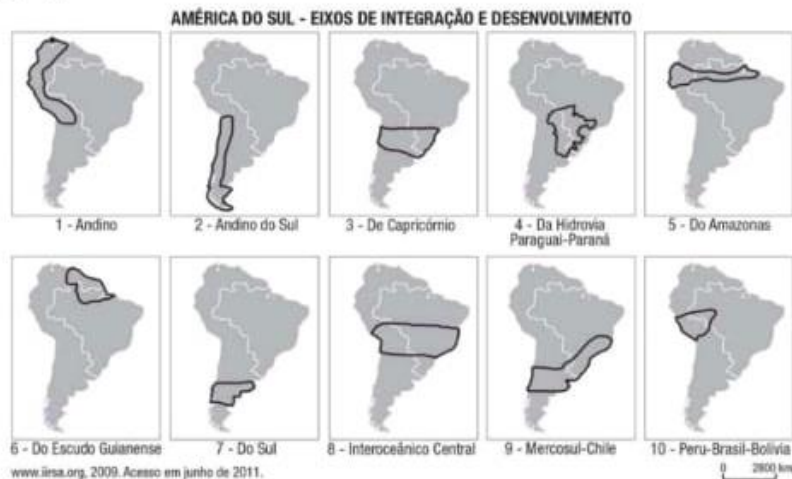 AMÉRICA DO SUL - EIXOS DE INTEGRAÇÃO E DESENVOLVIMENTO
1 - Andino
2 - Andino do Sul
3 - De Capricórnio
4 - Da Hidrovia
Paraguai-Paraná
5 - Do Amazonas
6 - Do Escudo Guianense
7 - Do Sul
8 - Interoceânico Central
9 - Mercosul-Chile
10 - Peru-Brasil-Bolívia
www.iirsa.org, 2009. Acesso em junho de 2011.
0 2800 km